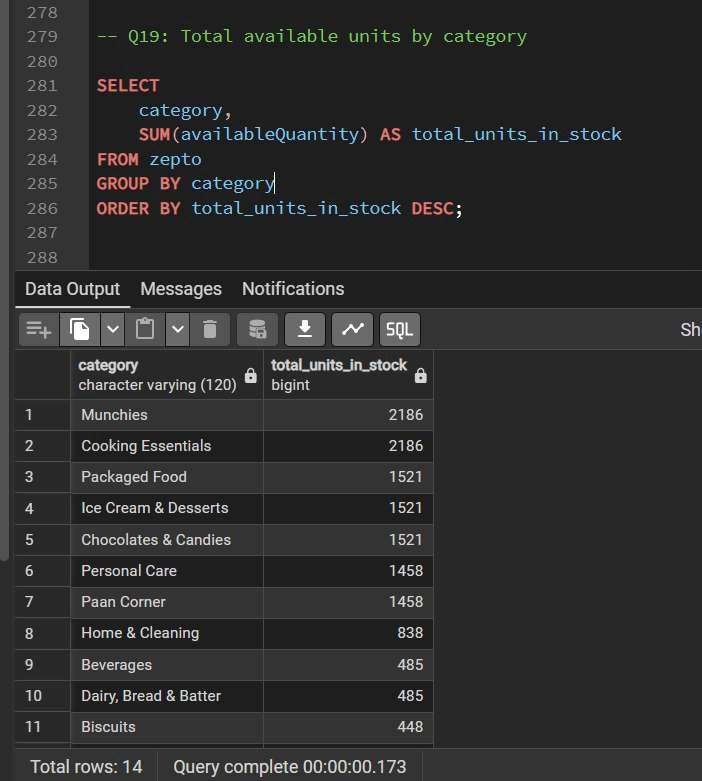 278
279 -- Q19: Total available units by category
280
281 SELECT
282 category,
283 SUM(availableQuantity) AS total_units_in_stock
284 FROM zepto
285 GROUP BY category
286 ORDER BY total_units_in_stock DESC;
287
288
Data Output Messages Notifications
SQL Sh
category total_units_in_stock
character varying (120) bigint
1 Munchies 2186
2 Cooking Essentials 2186
3 Packaged Food 1521
4 Ice Cream & Desserts 1521
5 Chocolates & Candies 1521
6 Personal Care 1458
7 Paan Corner 1458
8 Home & Cleaning 838
9 Beverages 485
10 Dairy, Bread & Batter 485
11 Biscuits 448
Total rows: 14 Query complete 00:00:00.173